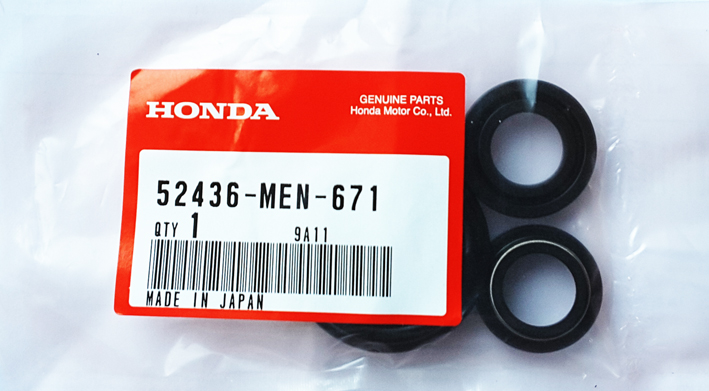 HONDA
GENUINE PARTS
Honda Motor Co., Ltd.
52436-MEN-671
QTY 1 9A11
MADE IN JAPAN